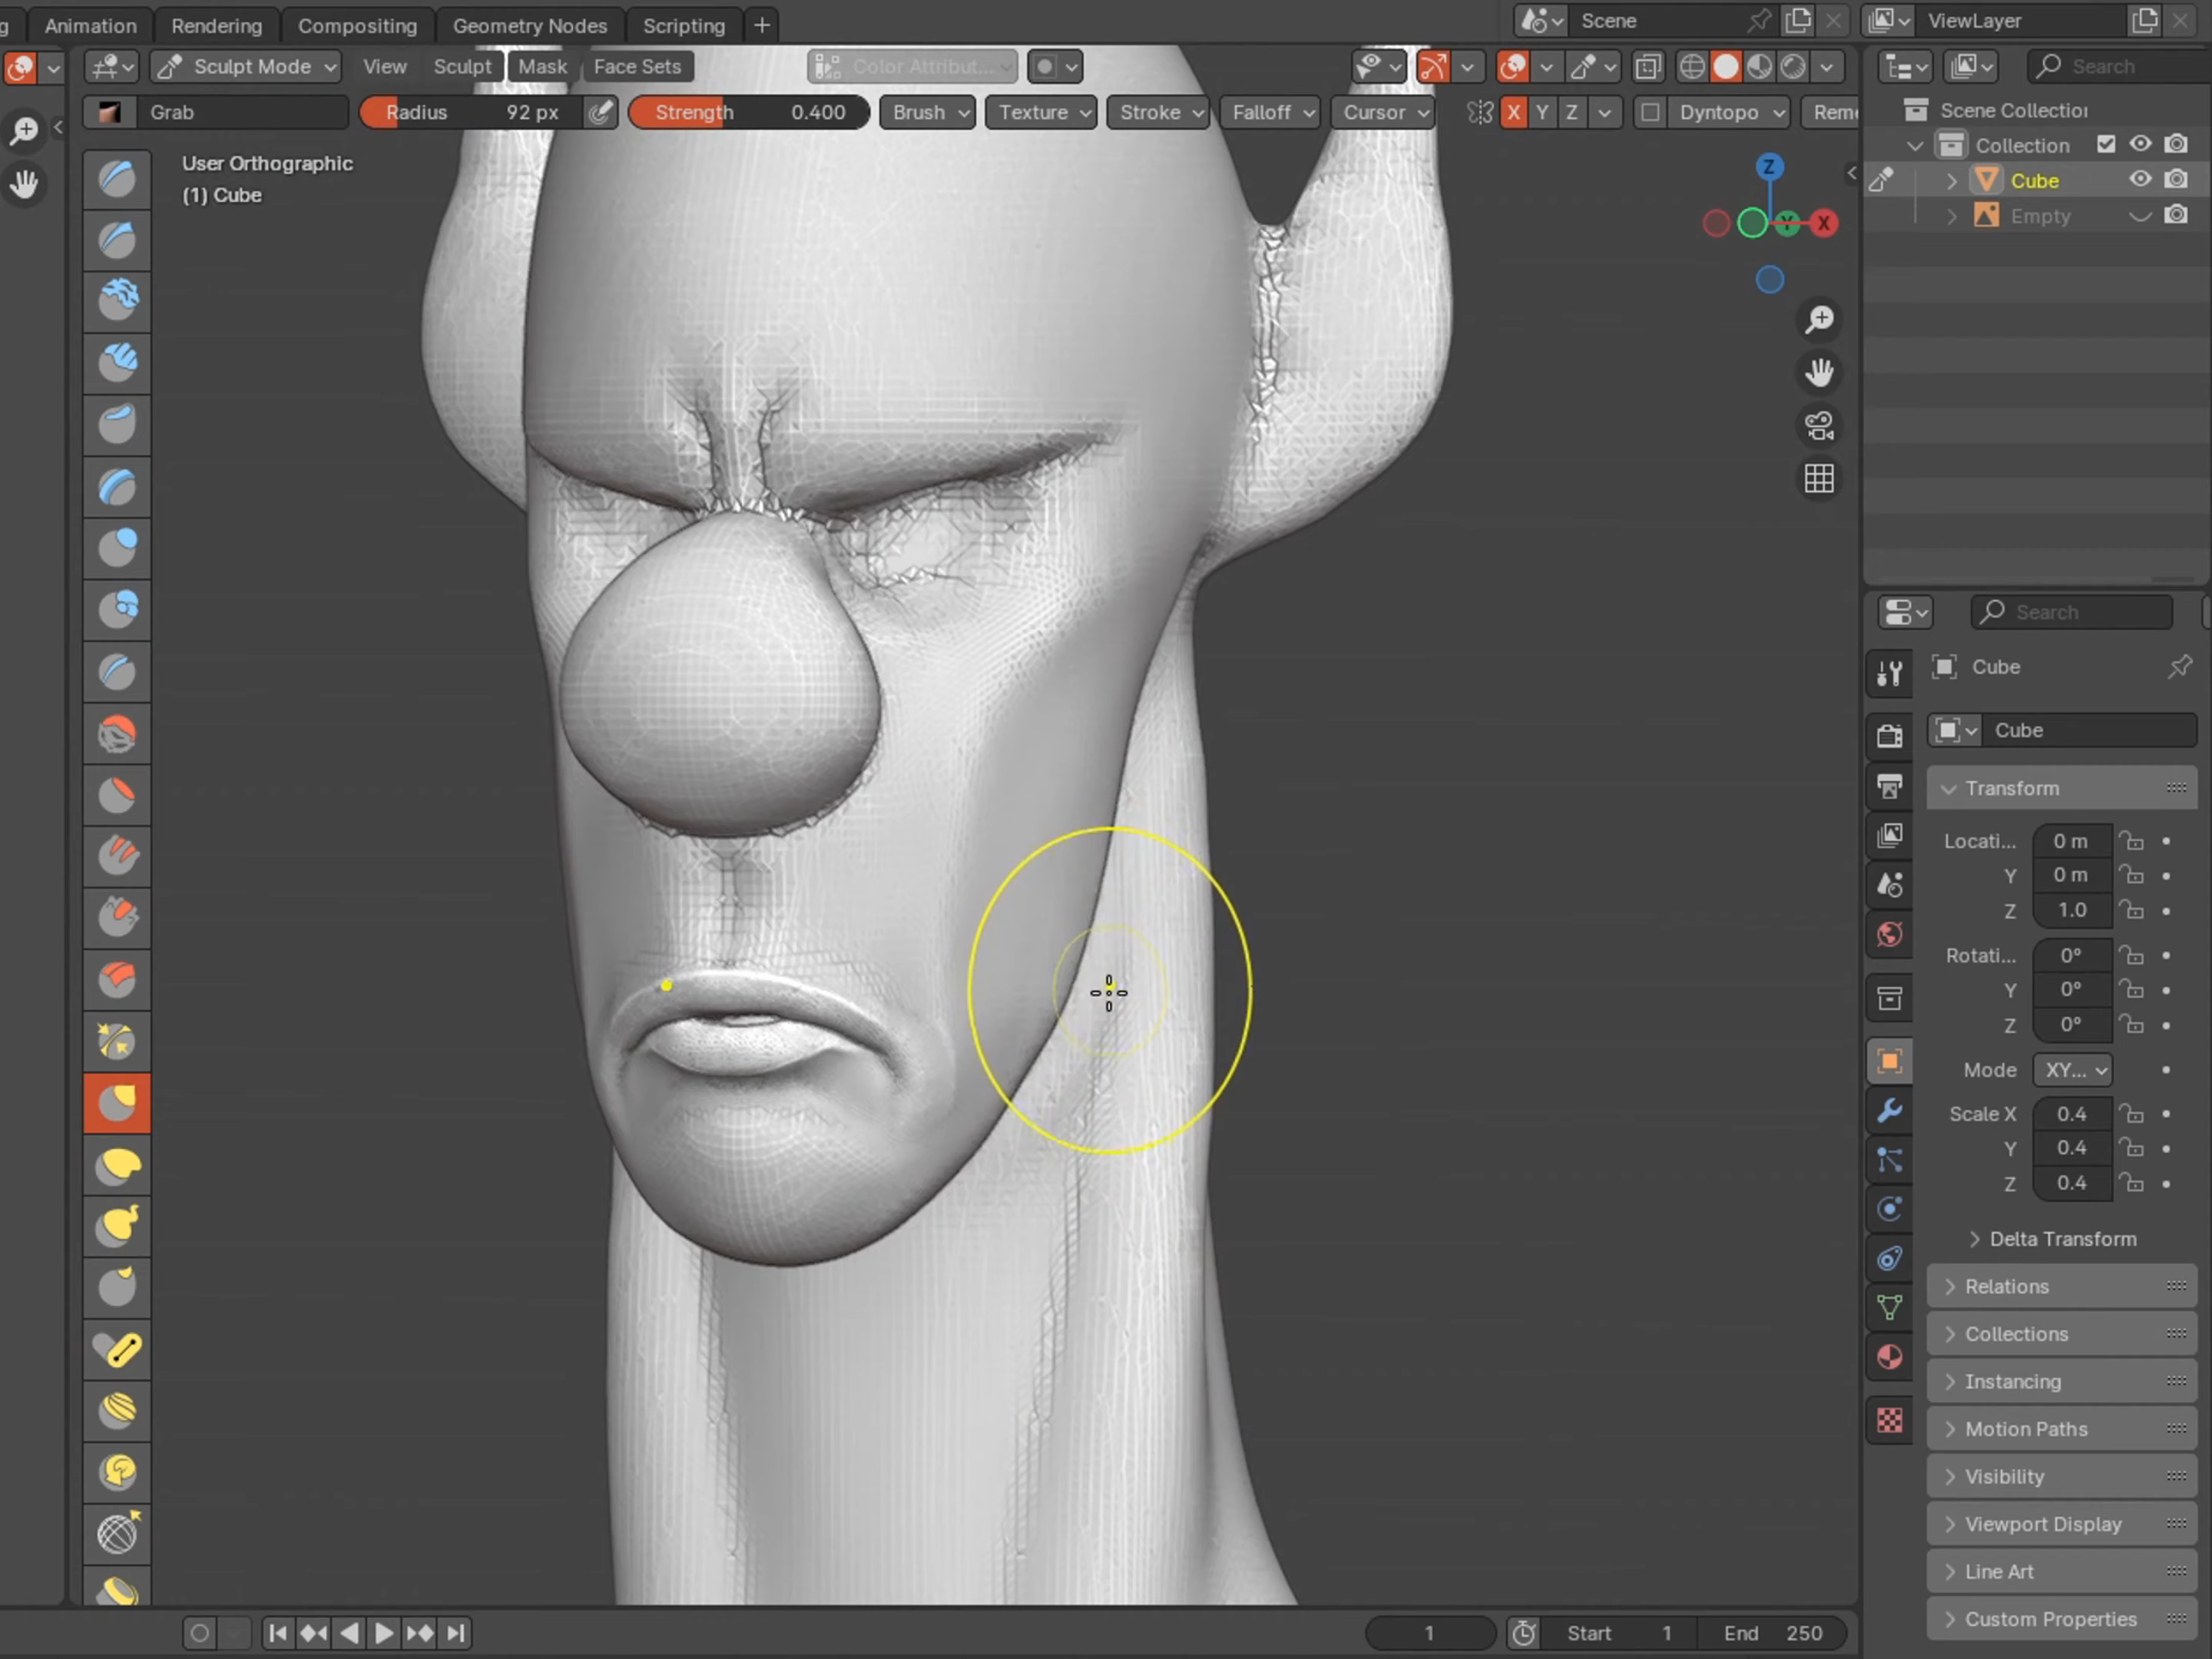 g Animation Rendering Compositing Geometry Nodes Scripting + Scene ViewLayer
Sculpt Mode View Sculpt Mask Face Sets Color Attribut... Search
Grab Radius 92 px Strength 0.400 Brush Texture Stroke Falloff Cursor X Y Z Dyntopo Rem
User Orthographic
(1) Cube
Z
Y X
Scene Collection
Collection
Cube
Empty
Search
Cube
Cube
Transform
Locati... 0 m
Y 0 m
Z 1.0
Rotati... 0°
Y 0°
Z 0°
Mode XY...
Scale X 0.4
Y 0.4
Z 0.4
Delta Transform
Relations
Collections
Instancing
Motion Paths
Visibility
Viewport Display
Line Art
Custom Properties
1 Start 1 End 250